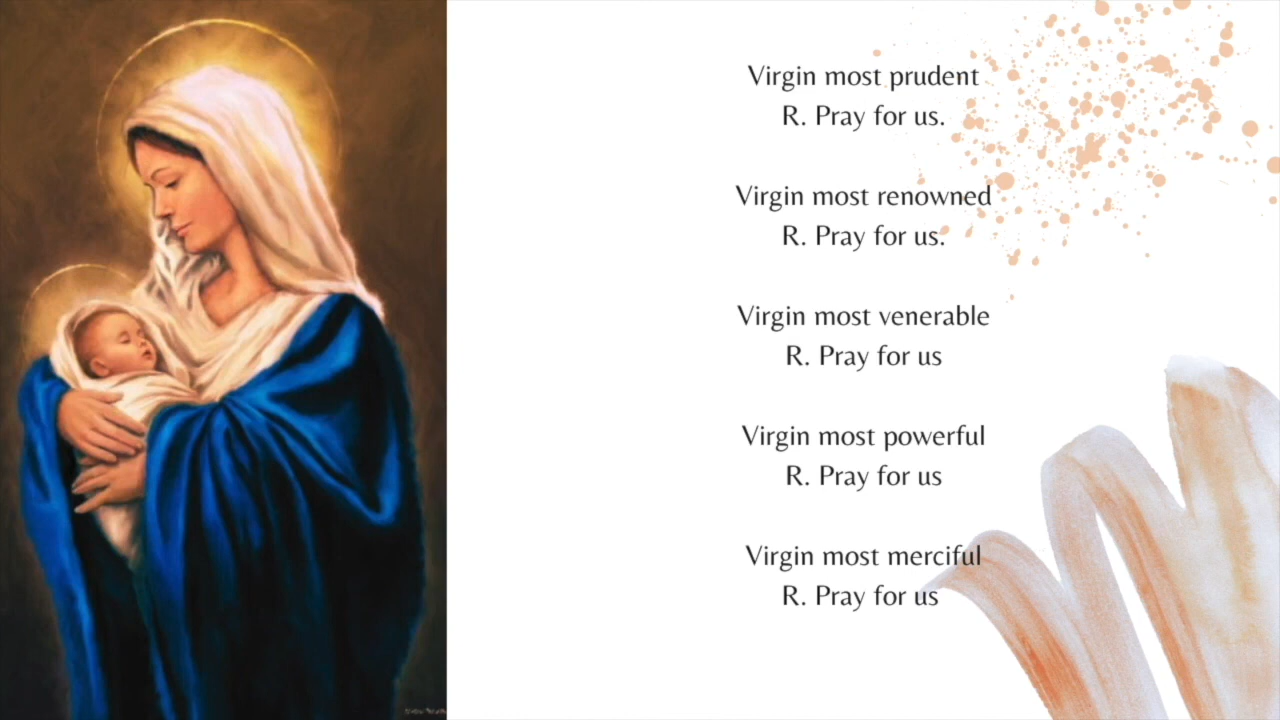 Virgin most prudent
R. Pray for us.
Virgin most renowned
R. Pray for us.
Virgin most venerable
R. Pray for us
Virgin most powerful
R. Pray for us
Virgin most merciful
R. Pray for us